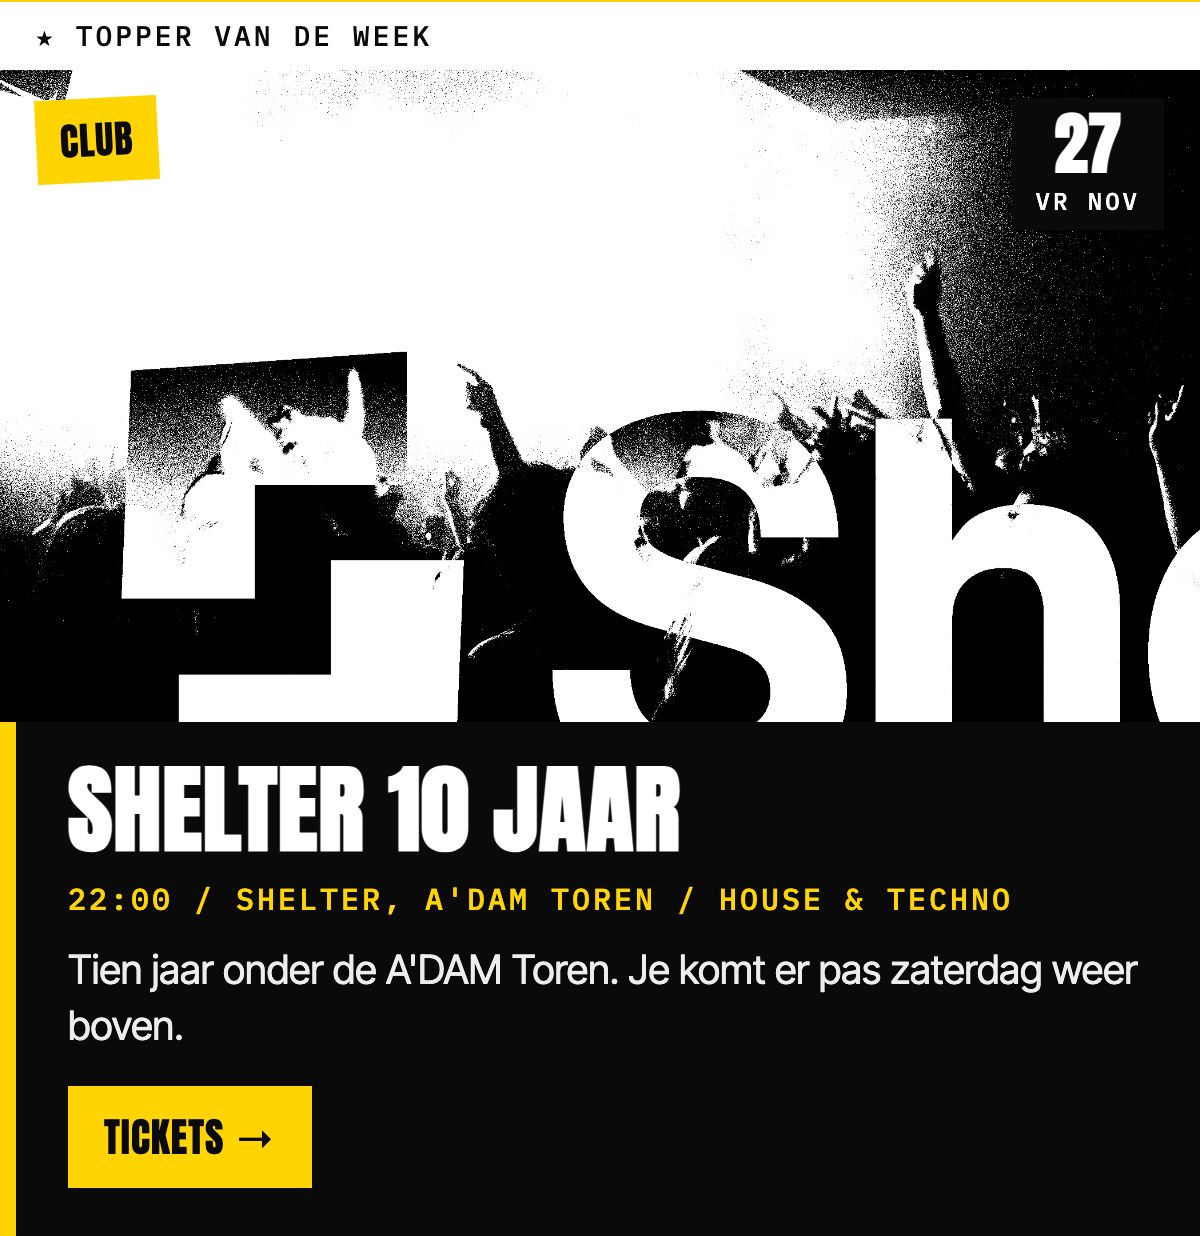 ★ TOPPER VAN DE WEEK
CLUB
27
VR NOV
Sh
SHELTER 10 JAAR
22:00 / SHELTER, A'DAM TOREN / HOUSE & TECHNO
Tien jaar onder de A'DAM Toren. Je komt er pas zaterdag weer
boven.
TICKETS →